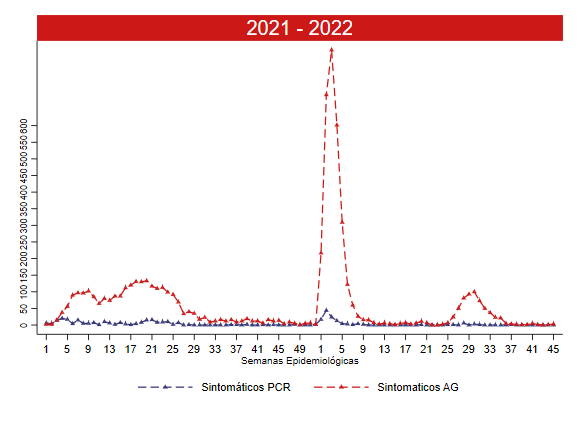 2021 - 2022
0 50 100 150 200 250 300 350 400 450 500 550 600
1 5 9 13 17 21 25 29 33 37 41 45 49 1 5 9 13 17 21 25 29 33 37 41 45
Semanas Epidemiológicas
Sintomáticos PCR Sintomaticos AG